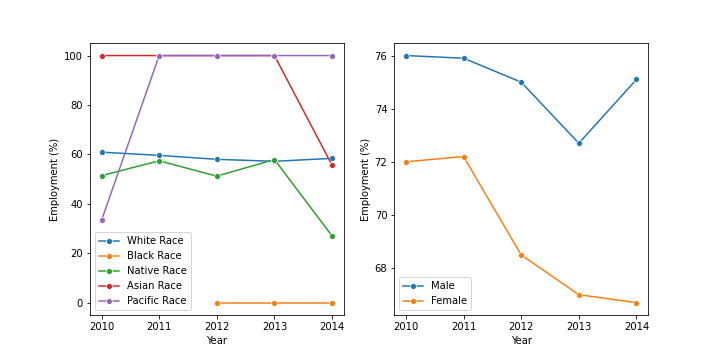 100
80
60
40
20
0
Employment (%)
White Race
Black Race
Native Race
Asian Race
Pacific Race
2010 2011 2012 2013 2014
Year
76
74
72
70
68
Employment (%)
Male
Female
2010 2011 2012 2013 2014
Year